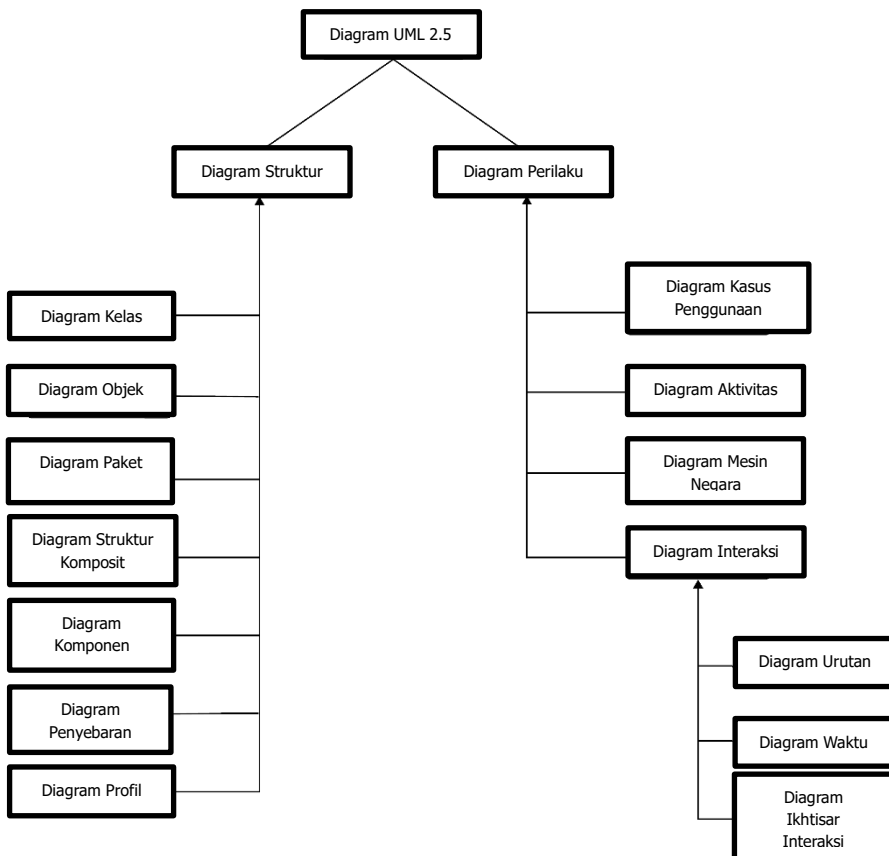 Diagram UML 2.5
Diagram Struktur
Diagram Perilaku
Diagram Kelas
Diagram Objek
Diagram Paket
Diagram Struktur
Komposit
Diagram
Komponen
Diagram
Penyebaran
Diagram Profil
Diagram Kasus
Penggunaan
Diagram Aktivitas
Diagram Mesin
Negara
Diagram Interaksi
Diagram Urutan
Diagram Waktu
Diagram
Ikhtisar
Interaksi